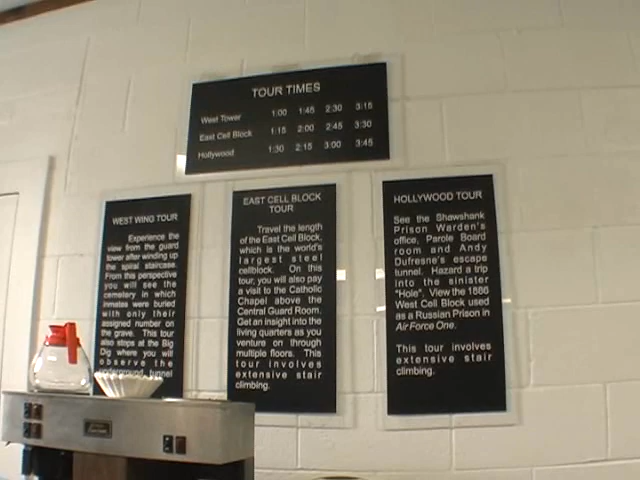 TOUR TIMES
West Tower 1:00 1:45 2:30 3:15
East Cell Block 1:15 2:00 2:45 3:30
Hollywood 1:30 2:15 3:00 3:45
WEST WING TOUR
Experience the
view from the guard
tower after winding up
the spiral staircase.
From this perspective
you will see the
cemetery in which
inmates were buried
with only their
assigned number on
the grave. This tour
also stops at the Big
Dig where you will
observe the
underground tunnel
EAST CELL BLOCK
TOUR
Travel the length
of the East Cell Block,
which is the world's
largest steel
cellblock. On this
tour, you will also pay
a visit to the Catholic
Chapel above the
Central Guard Room.
Get an insight into the
living quarters as you
venture on through
multiple floors. This
tour involves
extensive stair
climbing.
HOLLYWOOD TOUR
See the Shawshank
Prison Warden's
office, Parole Board
room and Andy
Dufresne's escape
tunnel. Hazard a trip
into the sinister
"Hole". View the 1886
West Cell Block used
as a Russian Prison in
Air Force One.
This tour involves
extensive stair
climbing.